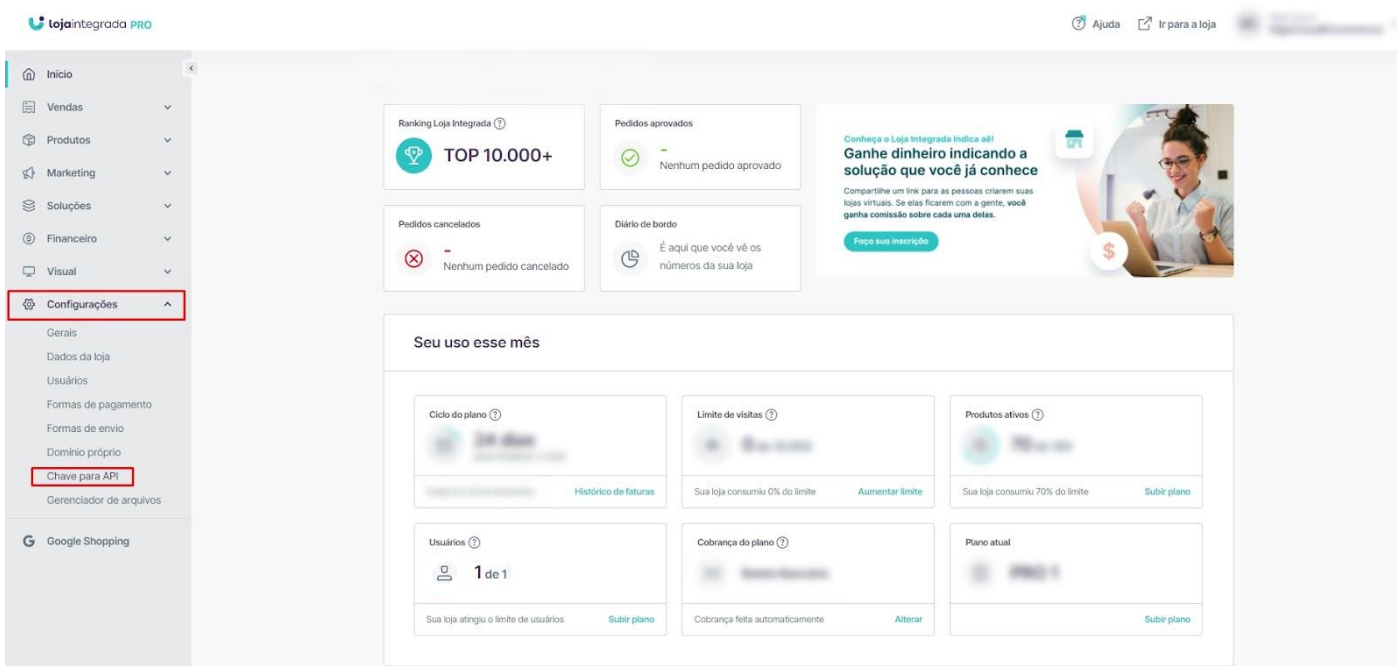 lojaintegrada PRO
Ajuda
Ir para a loja
Início
Vendas
Produtos
Marketing
Soluções
Financeiro
Visual
Configurações
Gerais
Dados da loja
Usuários
Formas de pagamento
Formas de envio
Domínio próprio
Chave para API
Gerenciador de arquivos
Google Shopping
Ranking Loja Integrada
TOP 10.000+
Pedidos aprovados
-
Nenhum pedido aprovado
Pedidos cancelados
-
Nenhum pedido cancelado
Diário de bordo
É aqui que você vê os
números da sua loja
Conheça o Loja Integrada Indica aê!
Ganhe dinheiro indicando a
solução que você já conhece
Compartilhe um link para as pessoas criarem suas
lojas virtuais. Se elas ficarem com a gente, você
ganha comissão sobre cada uma delas.
Faça sua inscrição
Seu uso esse mês
Ciclo do plano
24 dias
Histórico de faturas
Limite de visitas
Sua loja consumiu 0% do limite
Aumentar limite
Produtos ativos
Sua loja consumiu 70% do limite
Subir plano
Usuários
1 de 1
Sua loja atingiu o limite de usuários
Subir plano
Cobrança do plano
Cobrança feita automaticamente
Alterar
Plano atual
PRO 1
Subir plano